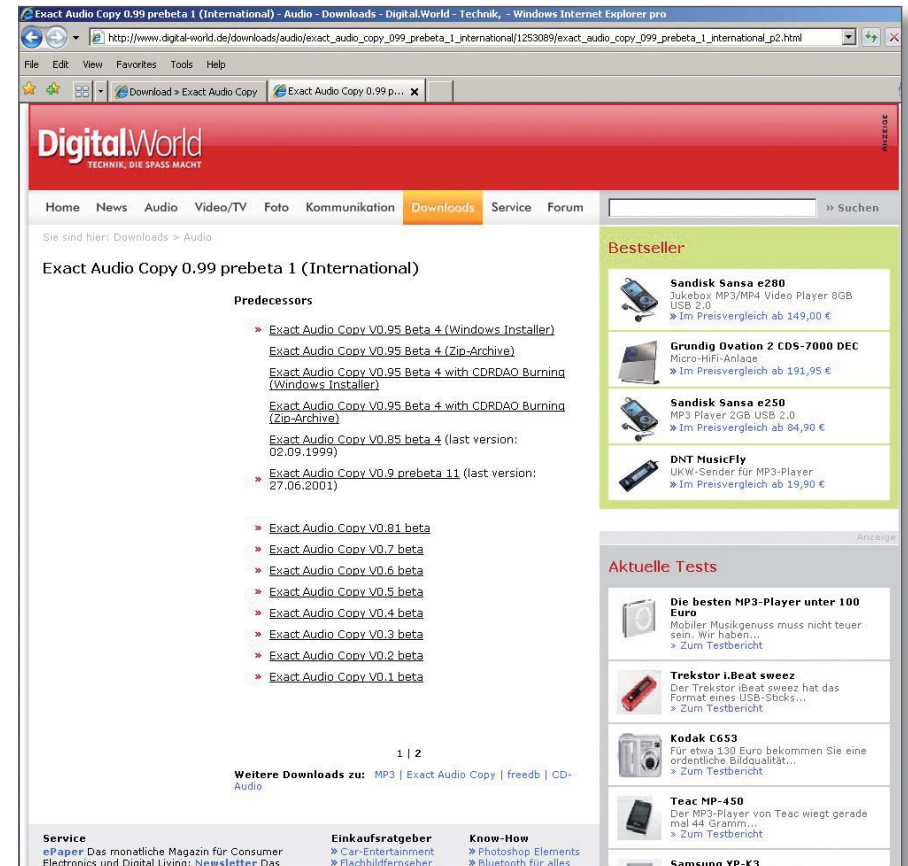 Exact Audio Copy 0.99 prebeta 1 (International) - Audio - Downloads - Digital.World - Technik, - Windows Internet Explorer pro
http://www.digital-world.de/downloads/audio/exact_audio_copy_099_prebeta_1_international/1253089/exact_audio_copy_099_prebeta_1_international_p2.html
File Edit View Favorites Tools Help
Download » Exact Audio Copy
Exact Audio Copy 0.99 p...
Digital.World
TECHNIK, DIE SPASS MACHT
ANZEIGE
Home News Audio Video/TV Foto Kommunikation Downloads Service Forum
» Suchen
Sie sind hier: Downloads > Audio
Exact Audio Copy 0.99 prebeta 1 (International)
Predecessors
» Exact Audio Copy V0.95 Beta 4 (Windows Installer)
Exact Audio Copy V0.95 Beta 4 (Zip-Archive)
Exact Audio Copy V0.95 Beta 4 with CDRDAO Burning
(Windows Installer)
Exact Audio Copy V0.95 Beta 4 with CDRDAO Burning
(Zip-Archive)
Exact Audio Copy V0.85 beta 4 (last version:
02.09.1999)
» Exact Audio Copy V0.9 prebeta 11 (last version:
27.06.2001)
» Exact Audio Copy V0.81 beta
» Exact Audio Copy V0.7 beta
» Exact Audio Copy V0.6 beta
» Exact Audio Copy V0.5 beta
» Exact Audio Copy V0.4 beta
» Exact Audio Copy V0.3 beta
» Exact Audio Copy V0.2 beta
» Exact Audio Copy V0.1 beta
1 | 2
Weitere Downloads zu: MP3 | Exact Audio Copy | freedb | CD-
Audio
Bestseller
Sandisk Sansa e280
Jukebox MP3/MP4 Video Player 8GB
USB 2.0
» Im Preisvergleich ab 149,00 €
Grundig Ovation 2 CDS-7000 DEC
Micro-HiFi-Anlage
» Im Preisvergleich ab 191,95 €
Sandisk Sansa e250
MP3 Player 2GB USB 2.0
» Im Preisvergleich ab 84,90 €
DNT MusicFly
UKW-Sender für MP3-Player
» Im Preisvergleich ab 19,90 €
Anzeige
Aktuelle Tests
Die besten MP3-Player unter 100
Euro
Mobiler Musikgenuss muss nicht teuer
sein. Wir haben...
» Zum Testbericht
Trekstor i.Beat sweez
Der Trekstor iBeat sweez hat das
Format eines USB-Sticks...
» Zum Testbericht
Kodak C653
Für etwa 130 Euro bekommen Sie eine
ordentliche Bildqualität...
» Zum Testbericht
Teac MP-450
Der MP3-Player von Teac wiegt gerade
mal 44 Gramm...
» Zum Testbericht
Samsung YP-K3
Service
ePaper Das monatliche Magazin für Consumer
Electronics und Digital Living; Newsletter Das
Einkaufsratgeber
» Car-Entertainment
» Flachbildfernseher
Know-How
» Photoshop Elements
» Bluetooth für alles